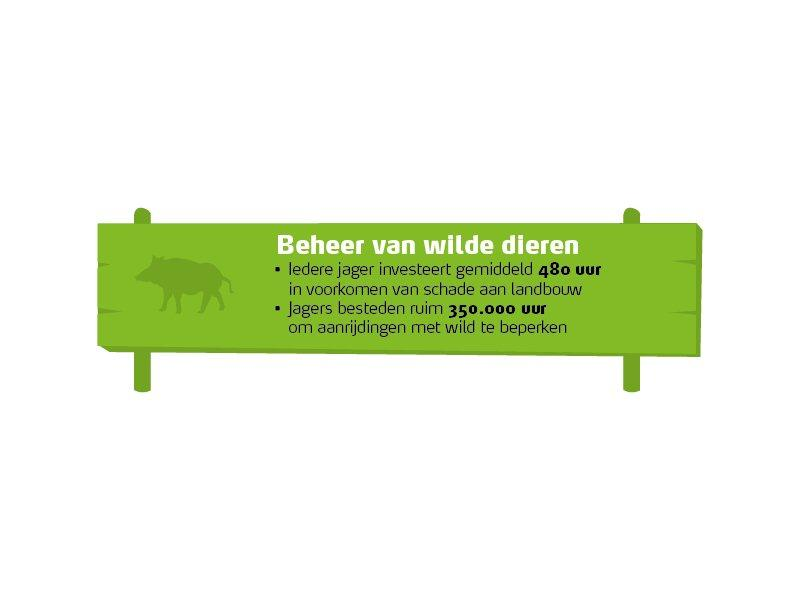 Beheer van wilde dieren
• Iedere jager investeert gemiddeld 480 uur
in voorkomen van schade aan landbouw
• Jagers besteden ruim 350.000 uur
om aanrijdingen met wild te beperken